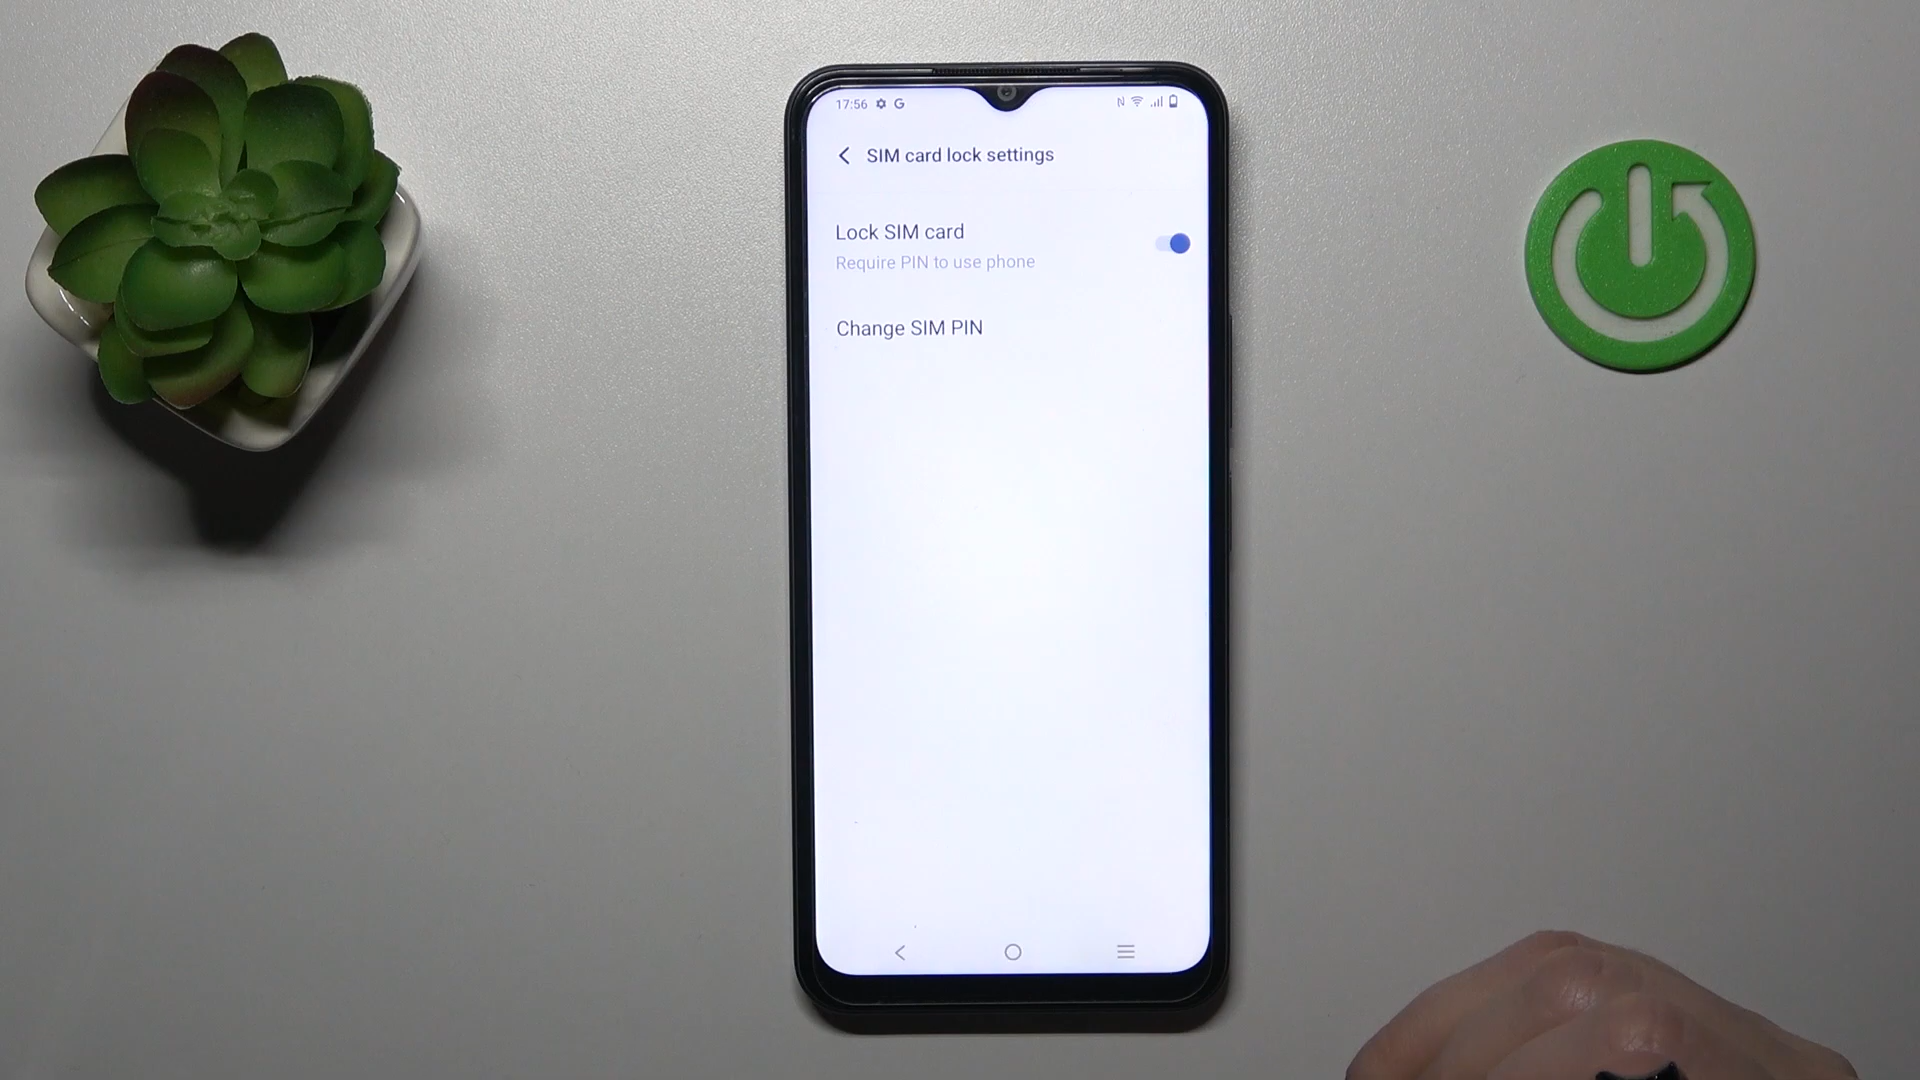 17:56 G N
SIM card lock settings
Lock SIM card
Require PIN to use phone
Change SIM PIN